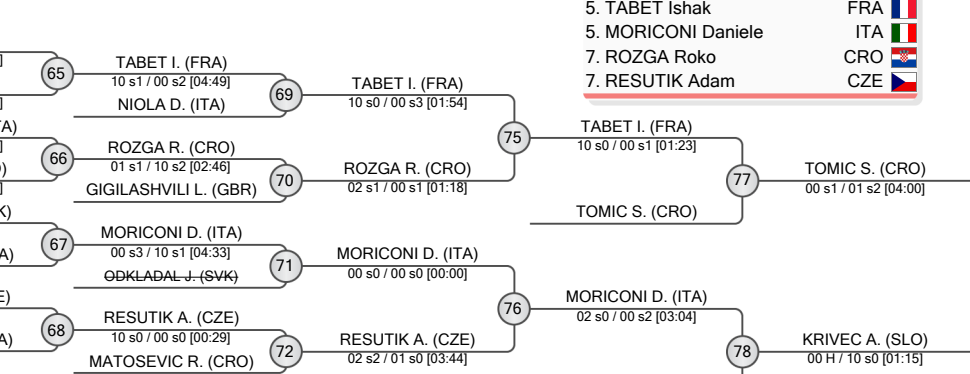 5. TABET Ishak FRA
5. MORICONI Daniele ITA
7. ROZGA Roko CRO
7. RESUTIK Adam CZE
]
65
]
TABET I. (FRA)
10 s1 / 00 s2 [04:49]
NIOLA D. (ITA)
69
TABET I. (FRA)
10 s0 / 00 s3 [01:54]
TA)
]
66
)
]
ROZGA R. (CRO)
01 s1 / 10 s2 [02:46]
GIGILASHVILI L. (GBR)
70
ROZGA R. (CRO)
02 s1 / 00 s1 [01:18]
75
TABET I. (FRA)
10 s0 / 00 s1 [01:23]
TOMIC S. (CRO)
77
TOMIC S. (CRO)
00 s1 / 01 s2 [04:00]
K)
67
A)
MORICONI D. (ITA)
00 s3 / 10 s1 [04:33]
ODKLADAL J. (SVK)
71
MORICONI D. (ITA)
00 s0 / 00 s0 [00:00]
E)
68
A)
RESUTIK A. (CZE)
10 s0 / 00 s0 [00:29]
MATOSEVIC R. (CRO)
72
RESUTIK A. (CZE)
02 s2 / 01 s0 [03:44]
76
MORICONI D. (ITA)
02 s0 / 00 s2 [03:04]
78
KRIVEC A. (SLO)
00 H / 10 s0 [01:15]